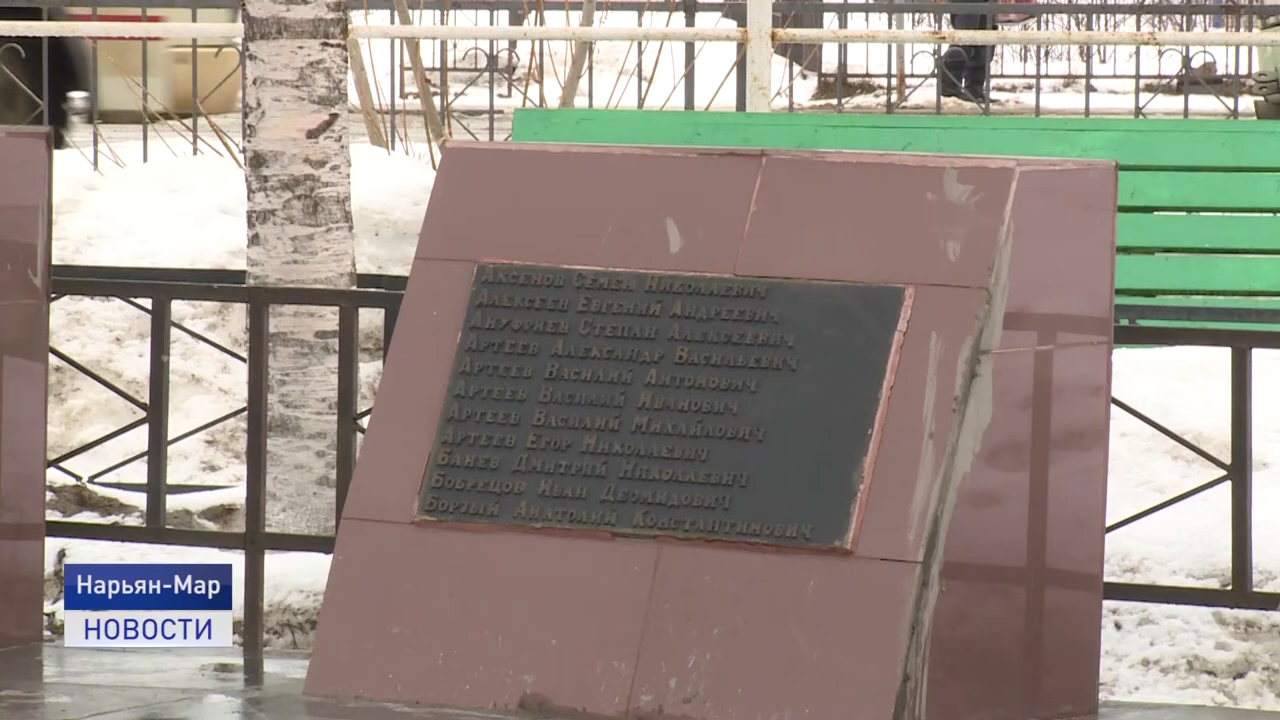 Аксенов Семен Николаевич
Алексеев Евгений Андреевич
Ануфриев Степан Алексеевич
Артеев Александр Васильевич
Артеев Василий Антонович
Артеев Василий Иванович
Артеев Василий Михайлович
Артеев Егор Николаевич
Банев Дмитрий Николаевич
Бобрецов Иван Деомидович
Борзый Анатолий Константинович
Нарьян-Мар
НОВОСТИ